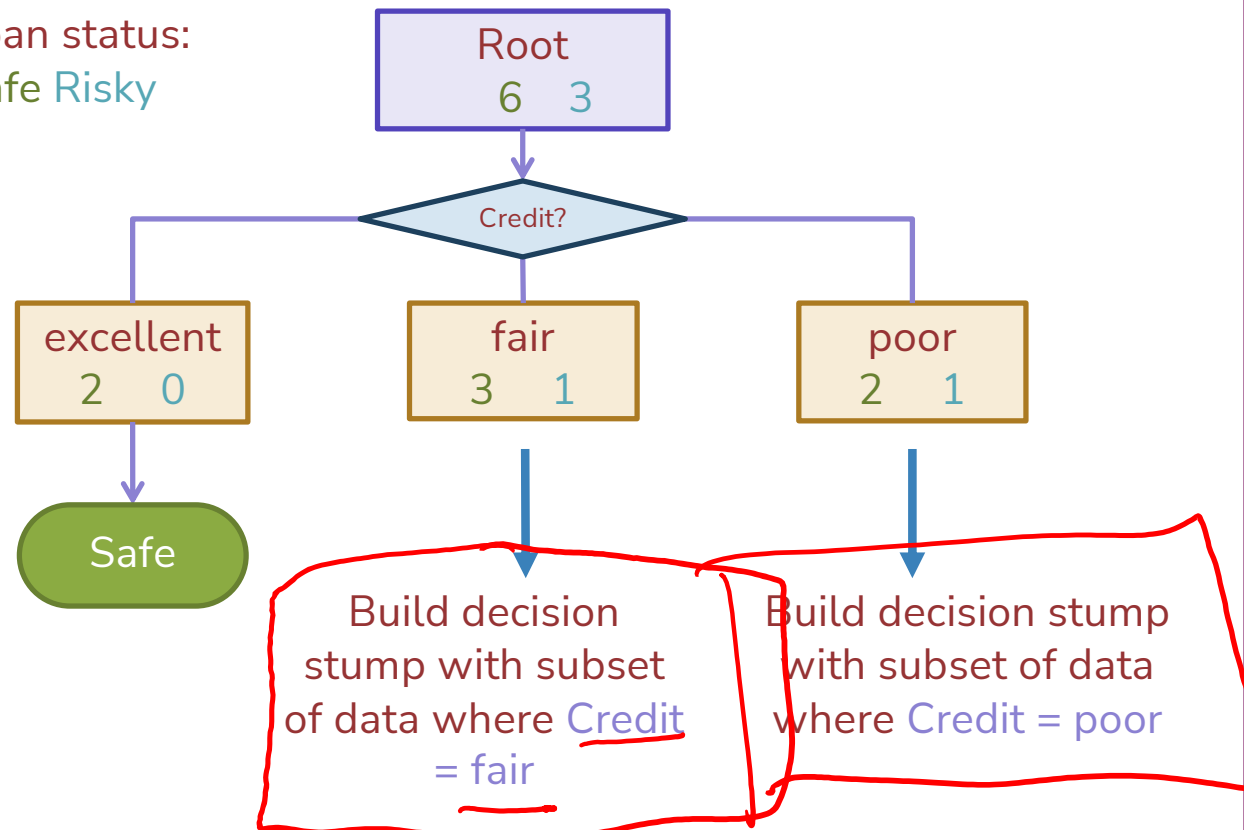 an status:
fe Risky
Root
6 3
Credit?
excellent
2 0
fair
3 1
poor
2 1
Safe
Build decision
stump with subset
of data where Credit
= fair
Build decision stump
with subset of data
where Credit = poor